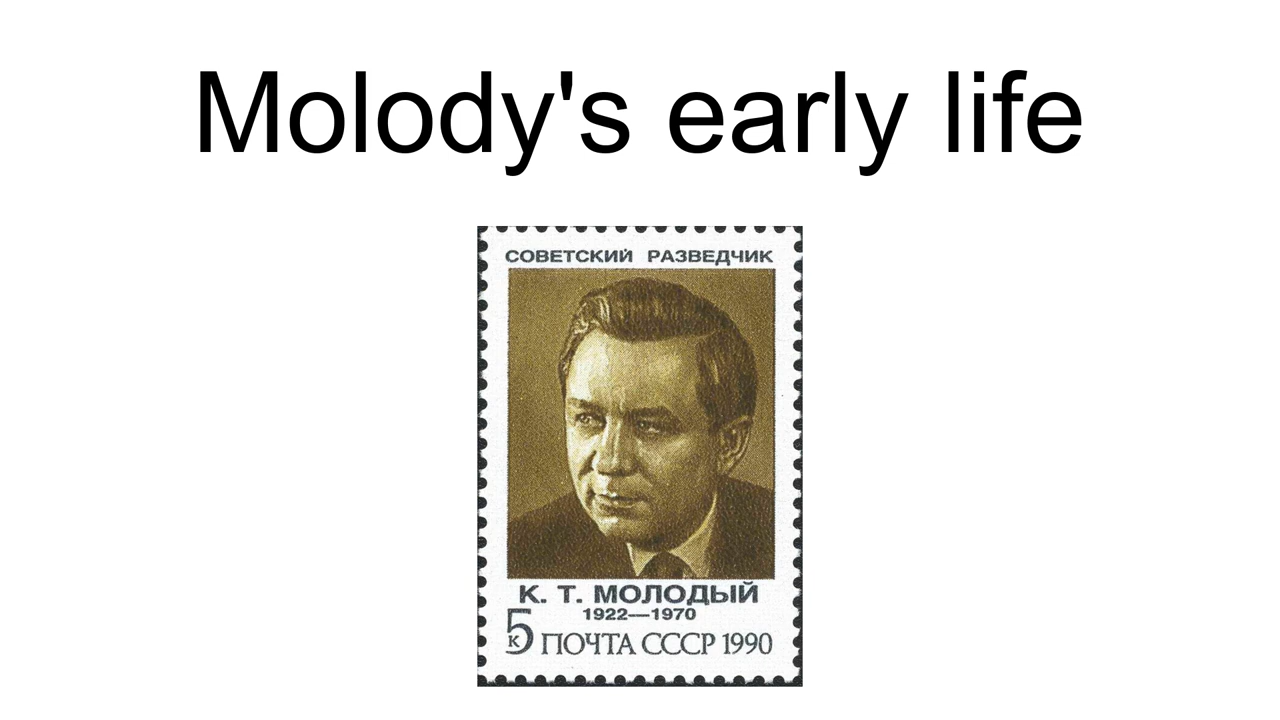 Molody's early life
СОВЕТСКИЙ РАЗВЕДЧИК
К. Т. МОЛОДЫЙ
1922—1970
5 к ПОЧТА СССР 1990